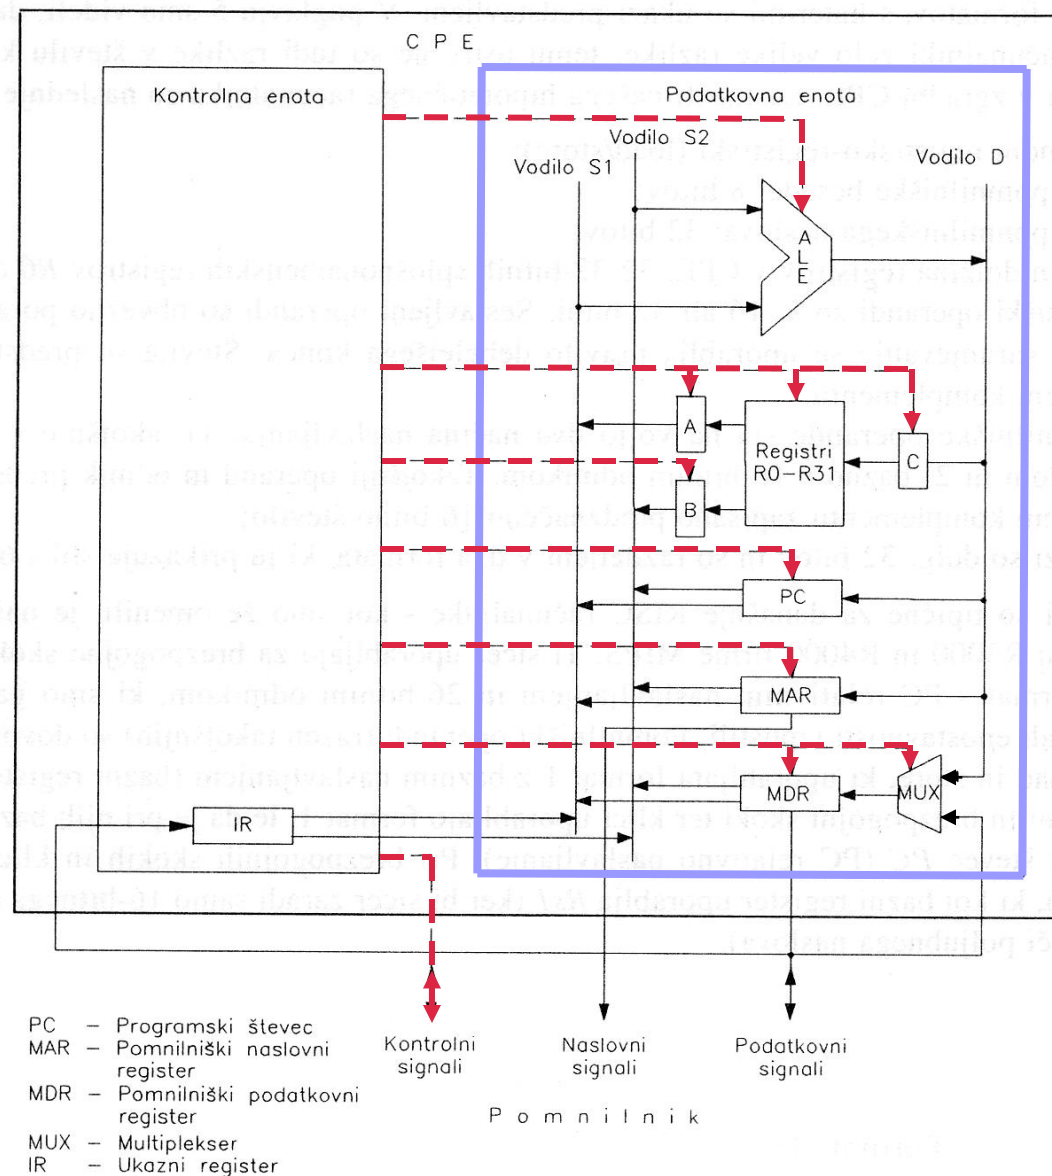 C P E
Kontrolna enota
Podatkovna enota
Vodilo S2
Vodilo S1
Vodilo D
A
L
E
A
Registri
R0-R31
C
B
PC
MAR
MDR
MUX
IR
Kontrolni
signali
Naslovni
signali
Podatkovni
signali
P o m n i l n i k
PC – Programski števec
MAR – Pomnilniški naslovni
register
MDR – Pomnilniški podatkovni
register
MUX – Multiplekser
IR – Ukazni register